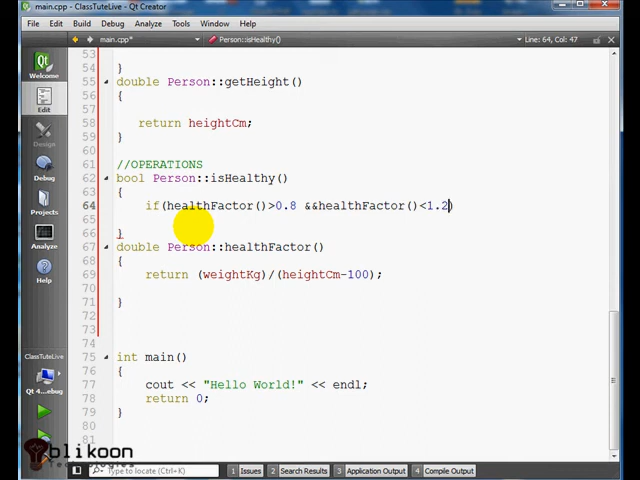 main.cpp - ClassTuteLive - Qt Creator
File Edit Build Debug Analyze Tools Window Help
main.cpp* Person::isHealthy() Line: 64, Col: 47
Welcome
Edit
Design
Debug
Projects
Analyze
Help
ClassTuteLive
Qt 4...ebug
53
54 }
55 double Person::getHeight()
56 {
57
58 return heightCm;
59 }
60
61 //OPERATIONS
62 bool Person::isHealthy()
63 {
64 if(healthFactor()>0.8 &&healthFactor()<1.2)
65
66 }
67 double Person::healthFactor()
68 {
69 return (weightKg)/(heightCm-100);
70
71 }
72
73
75 int main()
76 {
77 cout << "Hello World!" << endl;
78 return 0;
79 }
80
81
blikoon
Technologies
Type to locate (Ctrl+K) 1 Issues 2 Search Results 3 Application Output 4 Compile Output